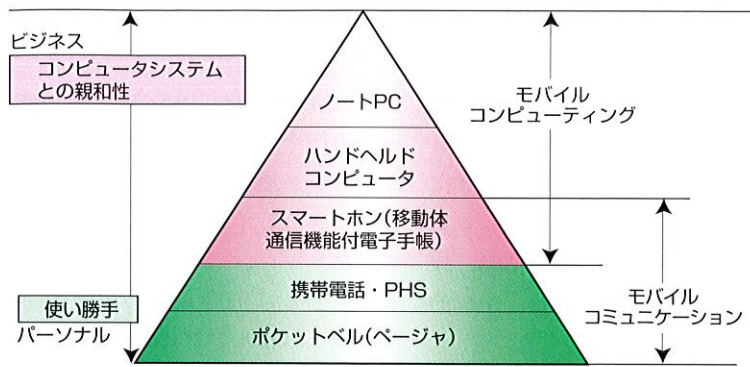 ビジネス
コンピュータシステム
との親和性
ノートPC
ハンドヘルド
コンピュータ
スマートホン(移動体
通信機能付電子手帳)
携帯電話・PHS
ポケットベル(ページャ)
使い勝手
パーソナル
モバイル
コンピューティング
モバイル
コミュニケーション